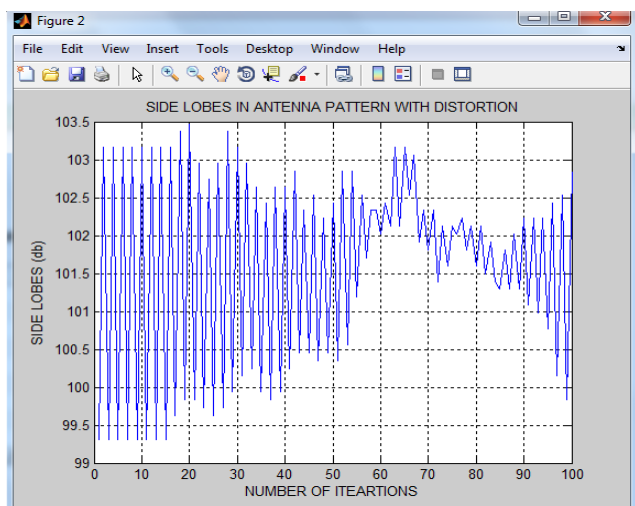 Figure 2
File Edit View Insert Tools Desktop Window Help
SIDE LOBES IN ANTENNA PATTERN WITH DISTORTION
103.5
103
102.5
102
101.5
101
100.5
100
99.5
99
SIDE LOBES (db)
0 10 20 30 40 50 60 70 80 90 100
NUMBER OF ITEARTIONS